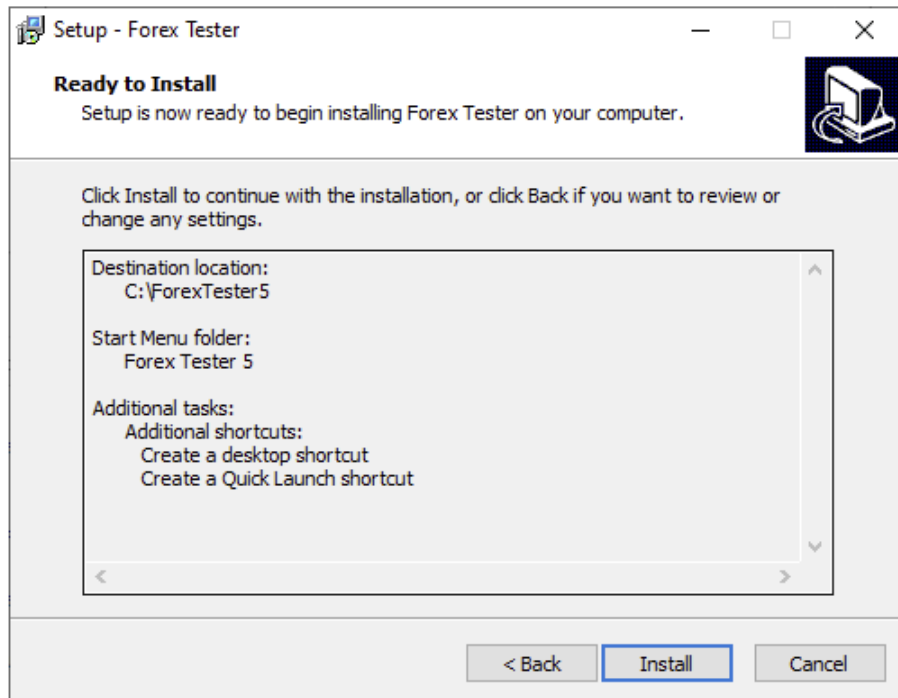 Setup - Forex Tester
Ready to Install
Setup is now ready to begin installing Forex Tester on your computer.
Click Install to continue with the installation, or click Back if you want to review or
change any settings.
Destination location:
C:\ForexTester5
Start Menu folder:
Forex Tester 5
Additional tasks:
Additional shortcuts:
Create a desktop shortcut
Create a Quick Launch shortcut
< Back Install Cancel